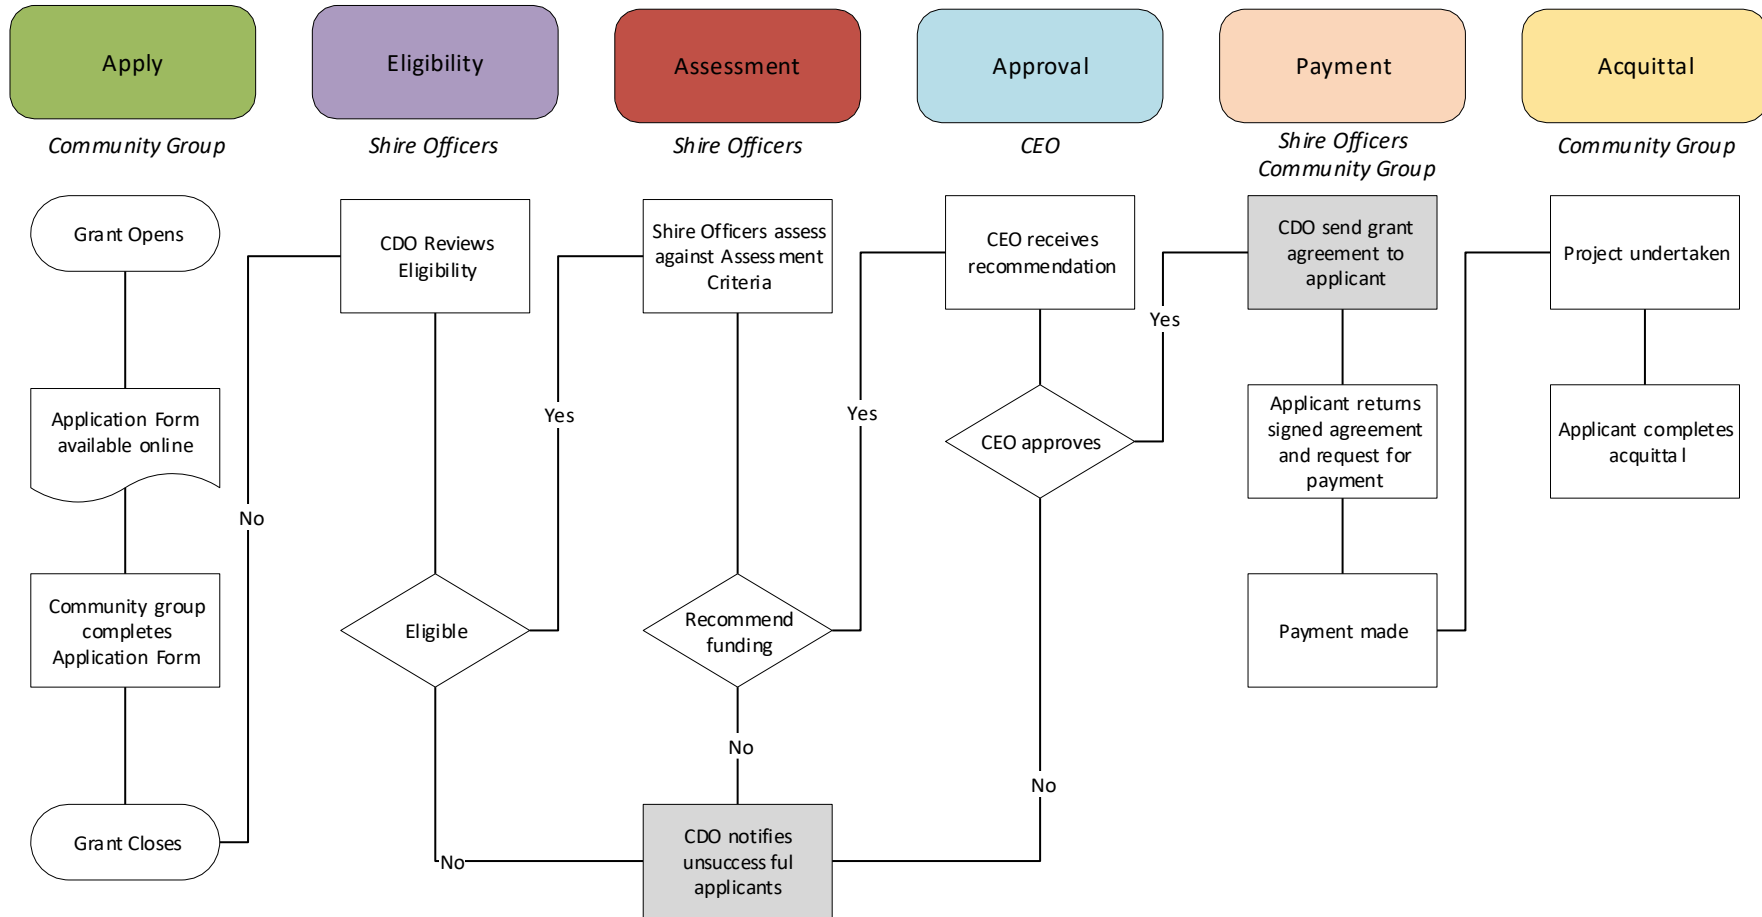 Apply
Eligibility
Assessment
Approval
Payment
Acquittal
Community Group
Shire Officers
Shire Officers
CEO
Shire Officers
Community Group
Community Group
Grant Opens
Application Form
available online
Community group
completes
Application Form
Grant Closes
No
CDO Reviews
Eligibility
Eligible
Yes
No
Shire Officers assess
against Assessment
Criteria
Recommend
funding
Yes
No
CDO notifies
unsuccessful
applicants
CEO receives
recommendation
CEO approves
Yes
No
CDO send grant
agreement to
applicant
Applicant returns
signed agreement
and request for
payment
Payment made
Project undertaken
Applicant completes
acquittal